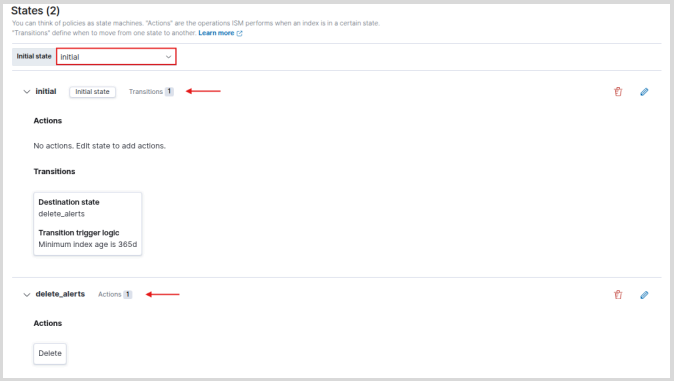 States (2)
You can think of policies as state machines. "Actions" are the operations ISM performs when an index is in a certain state.
"Transitions" define when to move from one state to another. Learn more
Initial state initial
initial Initial state Transitions 1
Actions
No actions. Edit state to add actions.
Transitions
Destination state
delete_alerts
Transition trigger logic
Minimum index age is 365d
delete_alerts Actions 1
Actions
Delete